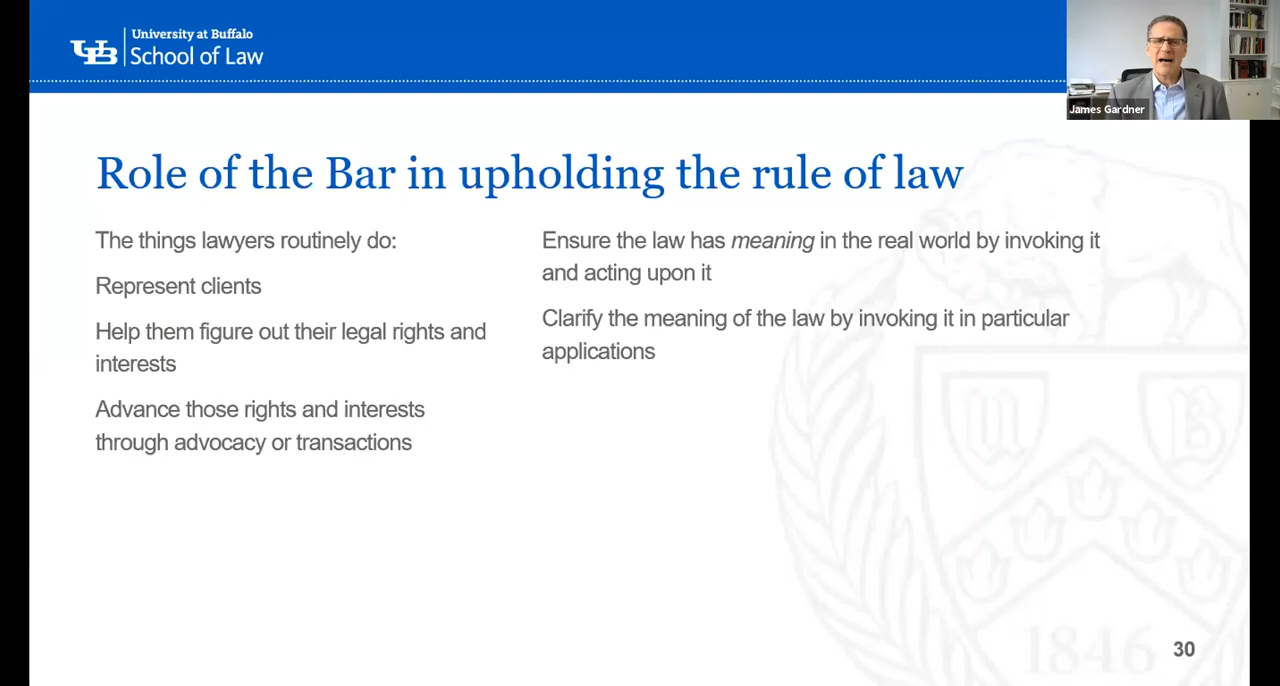 University at Buffalo
UB School of Law
James Gardner
Role of the Bar in upholding the rule of law
The things lawyers routinely do:
Represent clients
Help them figure out their legal rights and
interests
Advance those rights and interests
through advocacy or transactions
Ensure the law has meaning in the real world by invoking it
and acting upon it
Clarify the meaning of the law by invoking it in particular
applications
U B
1846
30